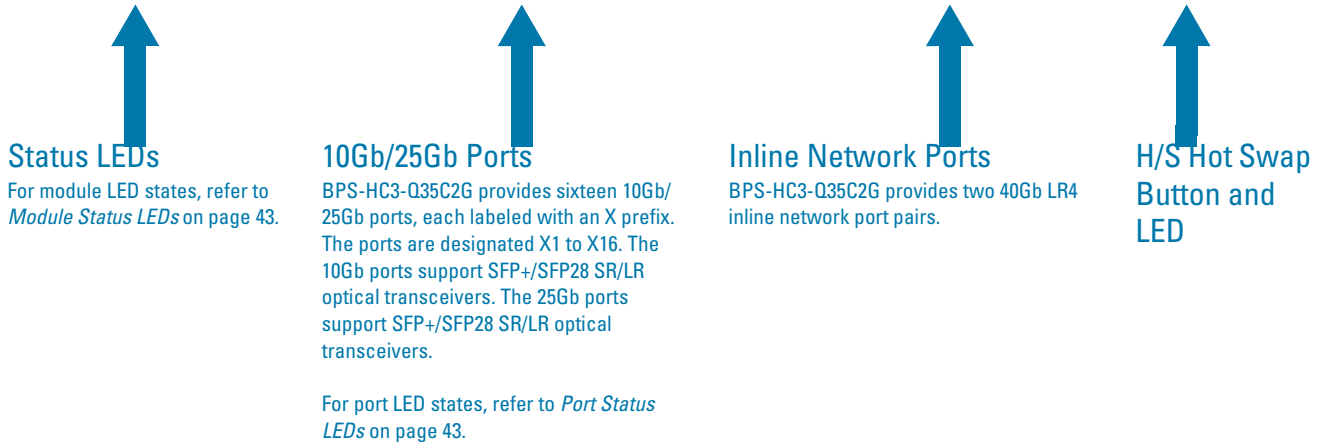 Status LEDs
For module LED states, refer to
Module Status LEDs on page 43.
10Gb/25Gb Ports
BPS-HC3-Q35C2G provides sixteen 10Gb/
25Gb ports, each labeled with an X prefix.
The ports are designated X1 to X16. The
10Gb ports support SFP+/SFP28 SR/LR
optical transceivers. The 25Gb ports
support SFP+/SFP28 SR/LR optical
transceivers.
For port LED states, refer to Port Status
LEDs on page 43.
Inline Network Ports
BPS-HC3-Q35C2G provides two 40Gb LR4
inline network port pairs.
H/S Hot Swap
Button and
LED